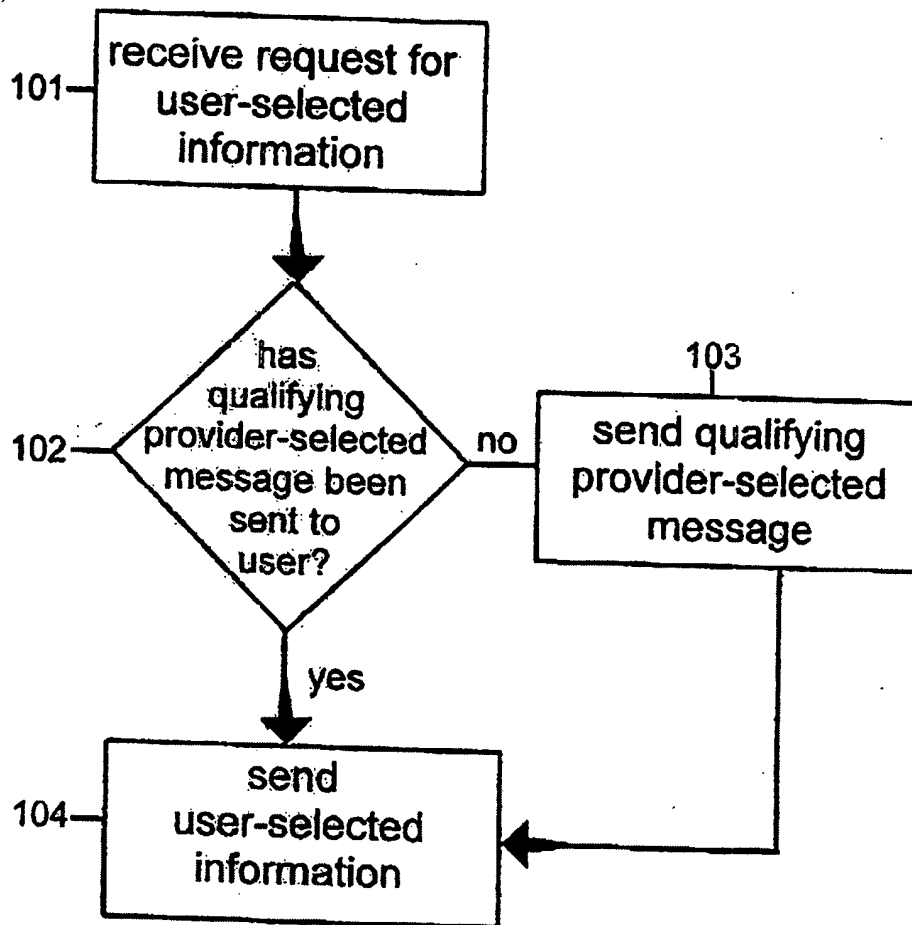 receive request for
101
user-selected
information
has
qualifying
103
102
provider-selected
no
send qualifying
message been
provider-selected
sent to
message
user?
yes
send
104
user-selected
information